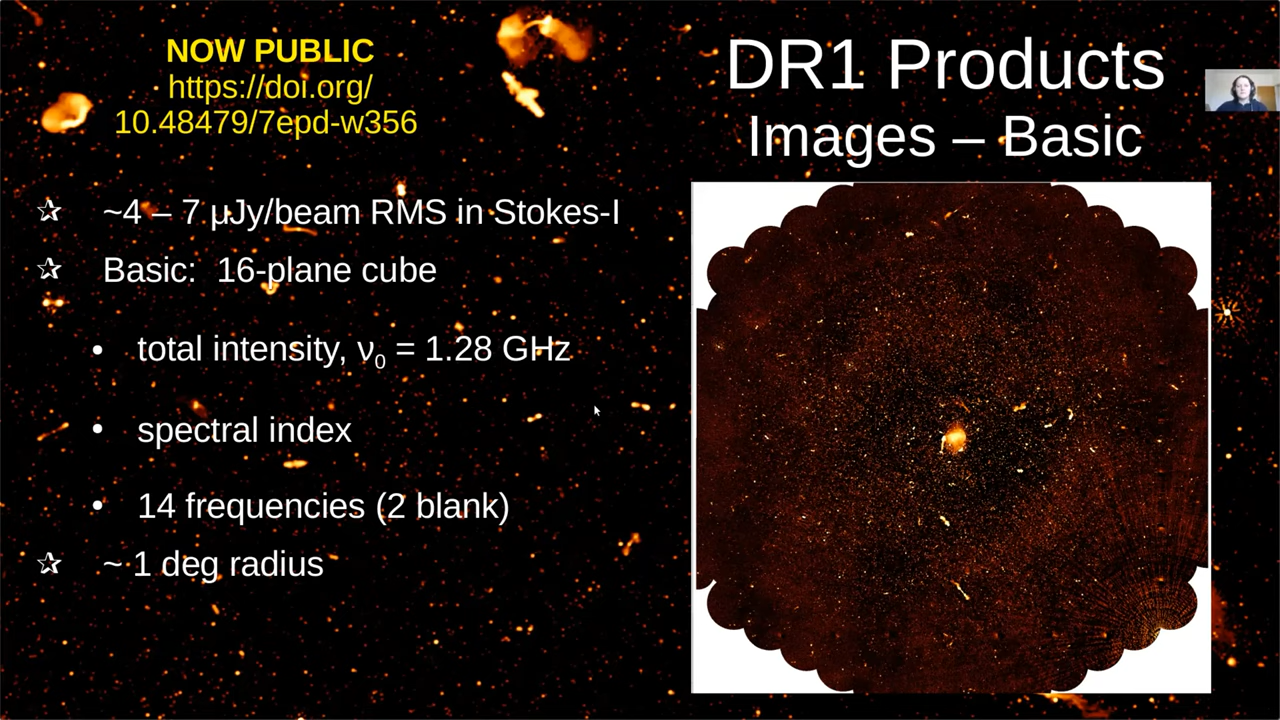 NOW PUBLIC
https://doi.org/
10.48479/7epd-w356
DR1 Products
Images – Basic
✰ ~4 – 7 μJy/beam RMS in Stokes-I
✰ Basic: 16-plane cube
• total intensity, ν₀ = 1.28 GHz
• spectral index
• 14 frequencies (2 blank)
✰ ~ 1 deg radius